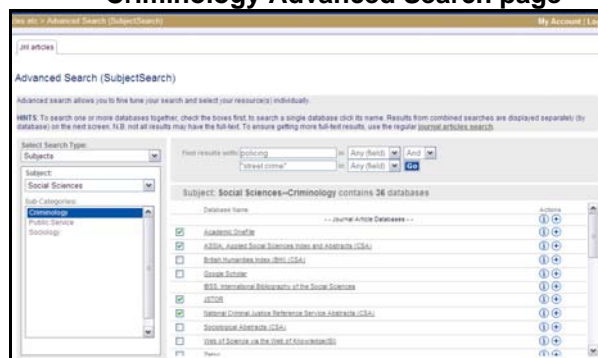 Criminology Advanced Search page
les etc > Advanced Search (SubjectSearch)
My Account | Lo
Jnl articles
Advanced Search (SubjectSearch)
Advanced search allows you to fine tune your search and select your resource(s) individually.
HINTS: To search one or more databases together, check the boxes first; to search a single database click its name. Results from combined searches are displayed separately (by
database) on the next screen. N.B. not all results may have the full-text. To ensure getting more full-text results, use the regular journal articles search.
Select Search Type:
Subjects
Find results with: policing in Any (field) And
"street crime" in Any (field) Go
Subject:
Social Sciences
Sub Categories:
Criminology
Public Service
Sociology
Subject: Social Sciences--Criminology contains 36 databases
Database Name Actions
-- Journal Article Databases --
Academic OneFile
ASSIA, Applied Social Sciences Index and Abstracts (CSA)
British Humanities Index (BHI) (CSA)
Google Scholar
IBSS: International Bibliography of the Social Sciences
JSTOR
National Criminal Justice Reference Service Abstracts (CSA)
Sociological Abstracts (CSA)
Web of Science via the Web of Knowledge(ISI)